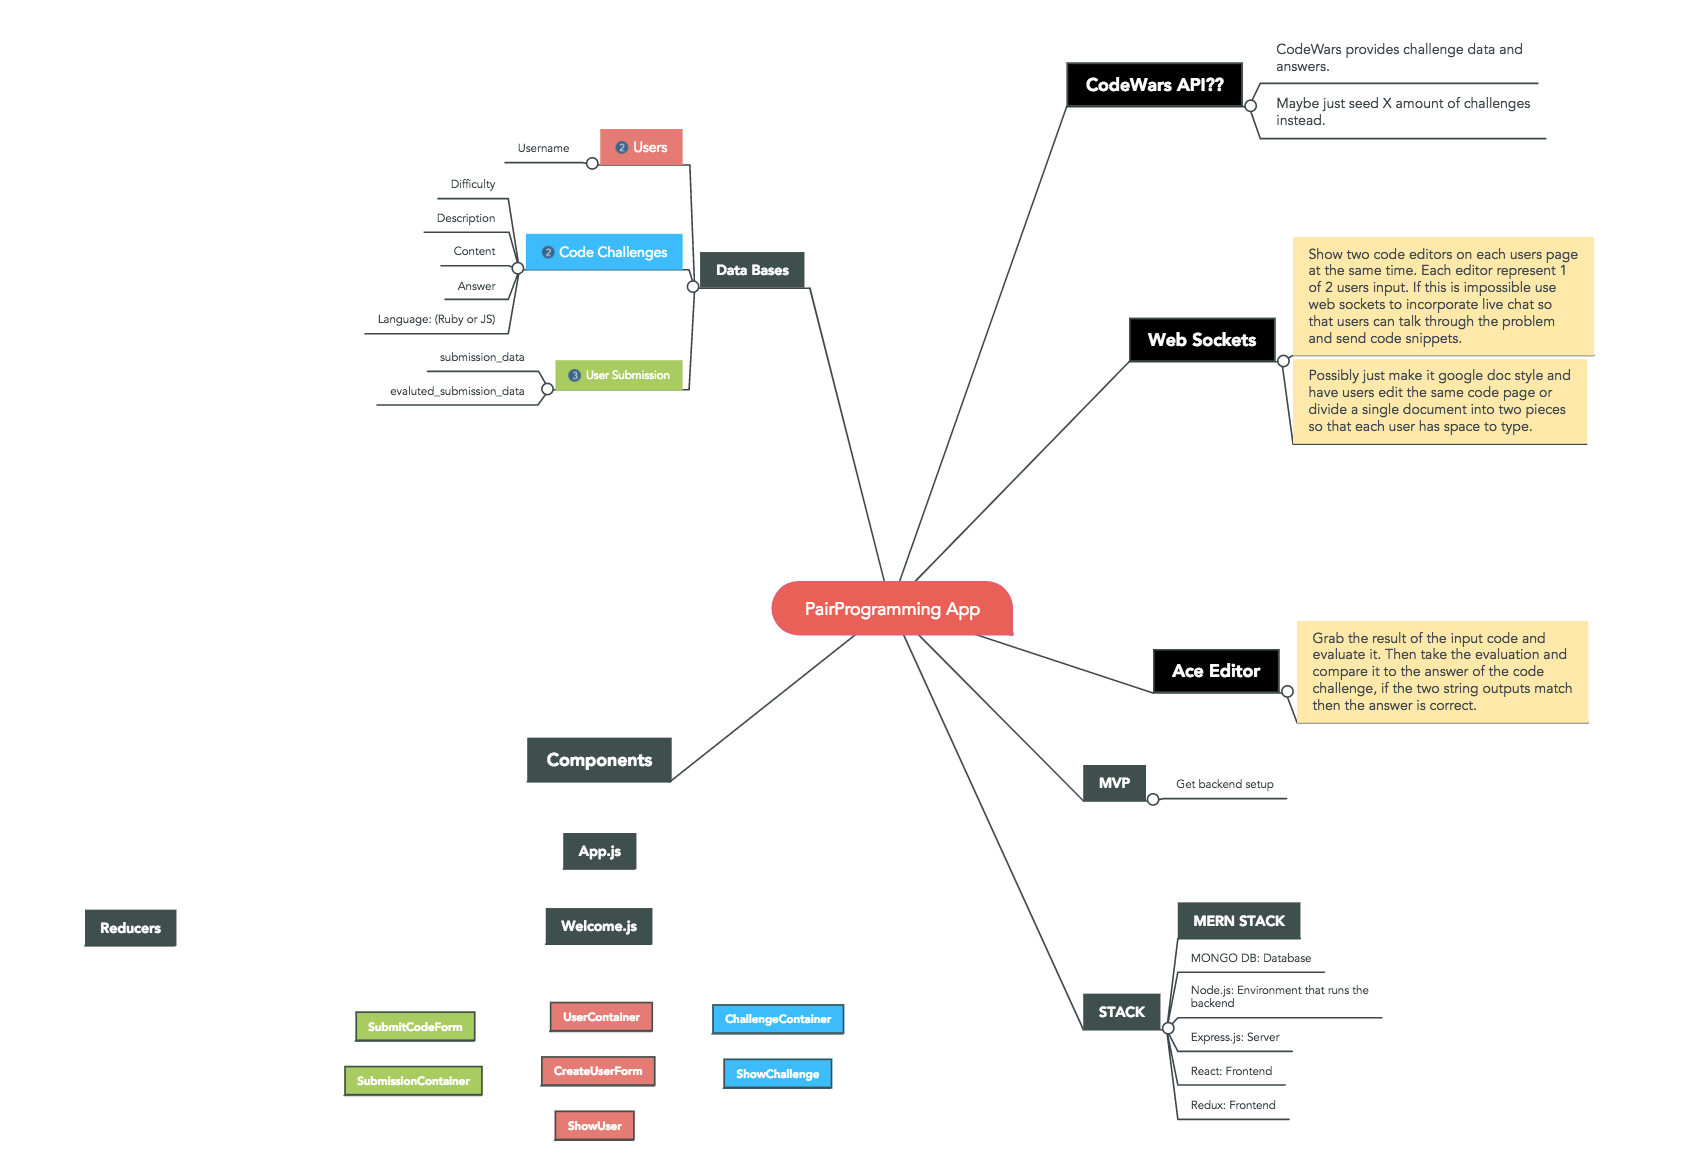 CodeWars API??
CodeWars provides challenge data and
answers.
Maybe just seed X amount of challenges
instead.
2 Users
Username
Difficulty
Description
Content
Answer
Language: (Ruby or JS)
2 Code Challenges
Data Bases
submission_data
evaluted_submission_data
3 User Submission
Web Sockets
Show two code editors on each users page
at the same time. Each editor represent 1
of 2 users input. If this is impossible use
web sockets to incorporate live chat so
that users can talk through the problem
and send code snippets.
Possibly just make it google doc style and
have users edit the same code page or
divide a single document into two pieces
so that each user has space to type.
PairProgramming App
Ace Editor
Grab the result of the input code and
evaluate it. Then take the evaluation and
compare it to the answer of the code
challenge, if the two string outputs match
then the answer is correct.
MVP
Get backend setup
Components
App.js
Welcome.js
Reducers
SubmitCodeForm
SubmissionContainer
UserContainer
CreateUserForm
ShowUser
ChallengeContainer
ShowChallenge
STACK
MERN STACK
MONGO DB: Database
Node.js: Environment that runs the
backend
Express.js: Server
React: Frontend
Redux: Frontend